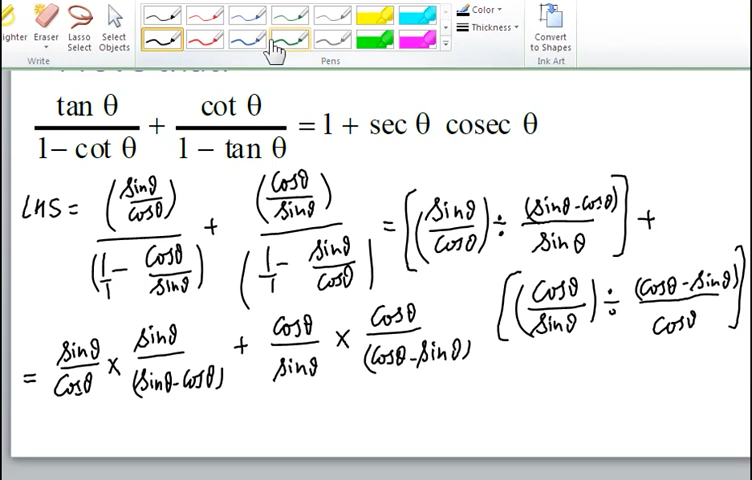 ighter Eraser Lasso Select Select Objects
Color
Thickness
Convert to Shapes
Write Pens Ink Art
tan θ / 1− cot θ + cot θ / 1 − tan θ = 1 + sec θ cosec θ
LHS = (sinθ/cosθ) / (1/1 − cosθ/sinθ) + (cosθ/sinθ) / (1/1 − sinθ/cosθ) = [(sinθ/cosθ) ÷ (sinθ-cosθ)/sinθ] +
[(cosθ/sinθ) ÷ (cosθ-sinθ)/cosθ]
= sinθ/cosθ × sinθ/(sinθ-cosθ) + cosθ/sinθ × cosθ/(cosθ-sinθ)